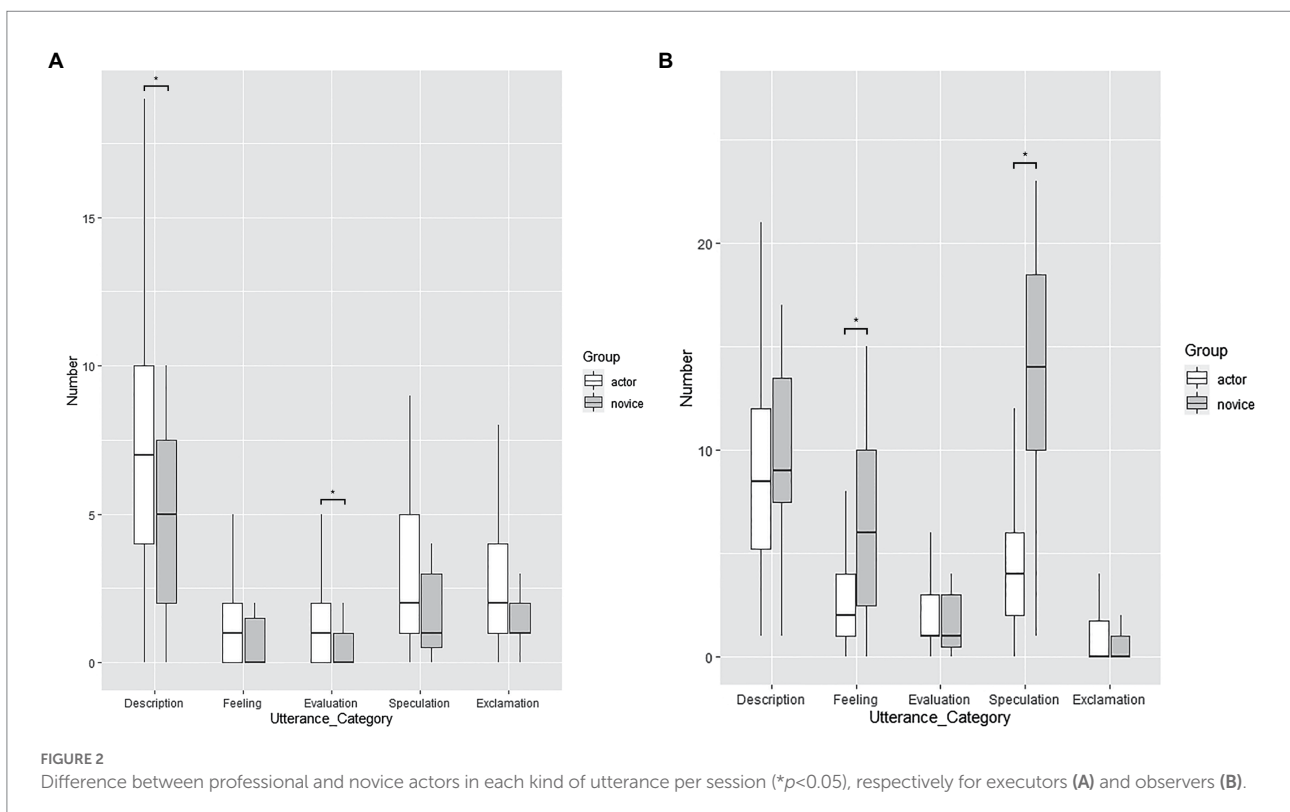 A
*
*
15
10
5
0
Number
Description Feeling Evaluation Speculation Exclamation
Utterance_Category
Group
actor
novice
B
*
*
20
10
0
Number
Description Feeling Evaluation Speculation Exclamation
Utterance_Category
Group
actor
novice
FIGURE 2
Difference between professional and novice actors in each kind of utterance per session (*p<0.05), respectively for executors (A) and observers (B).